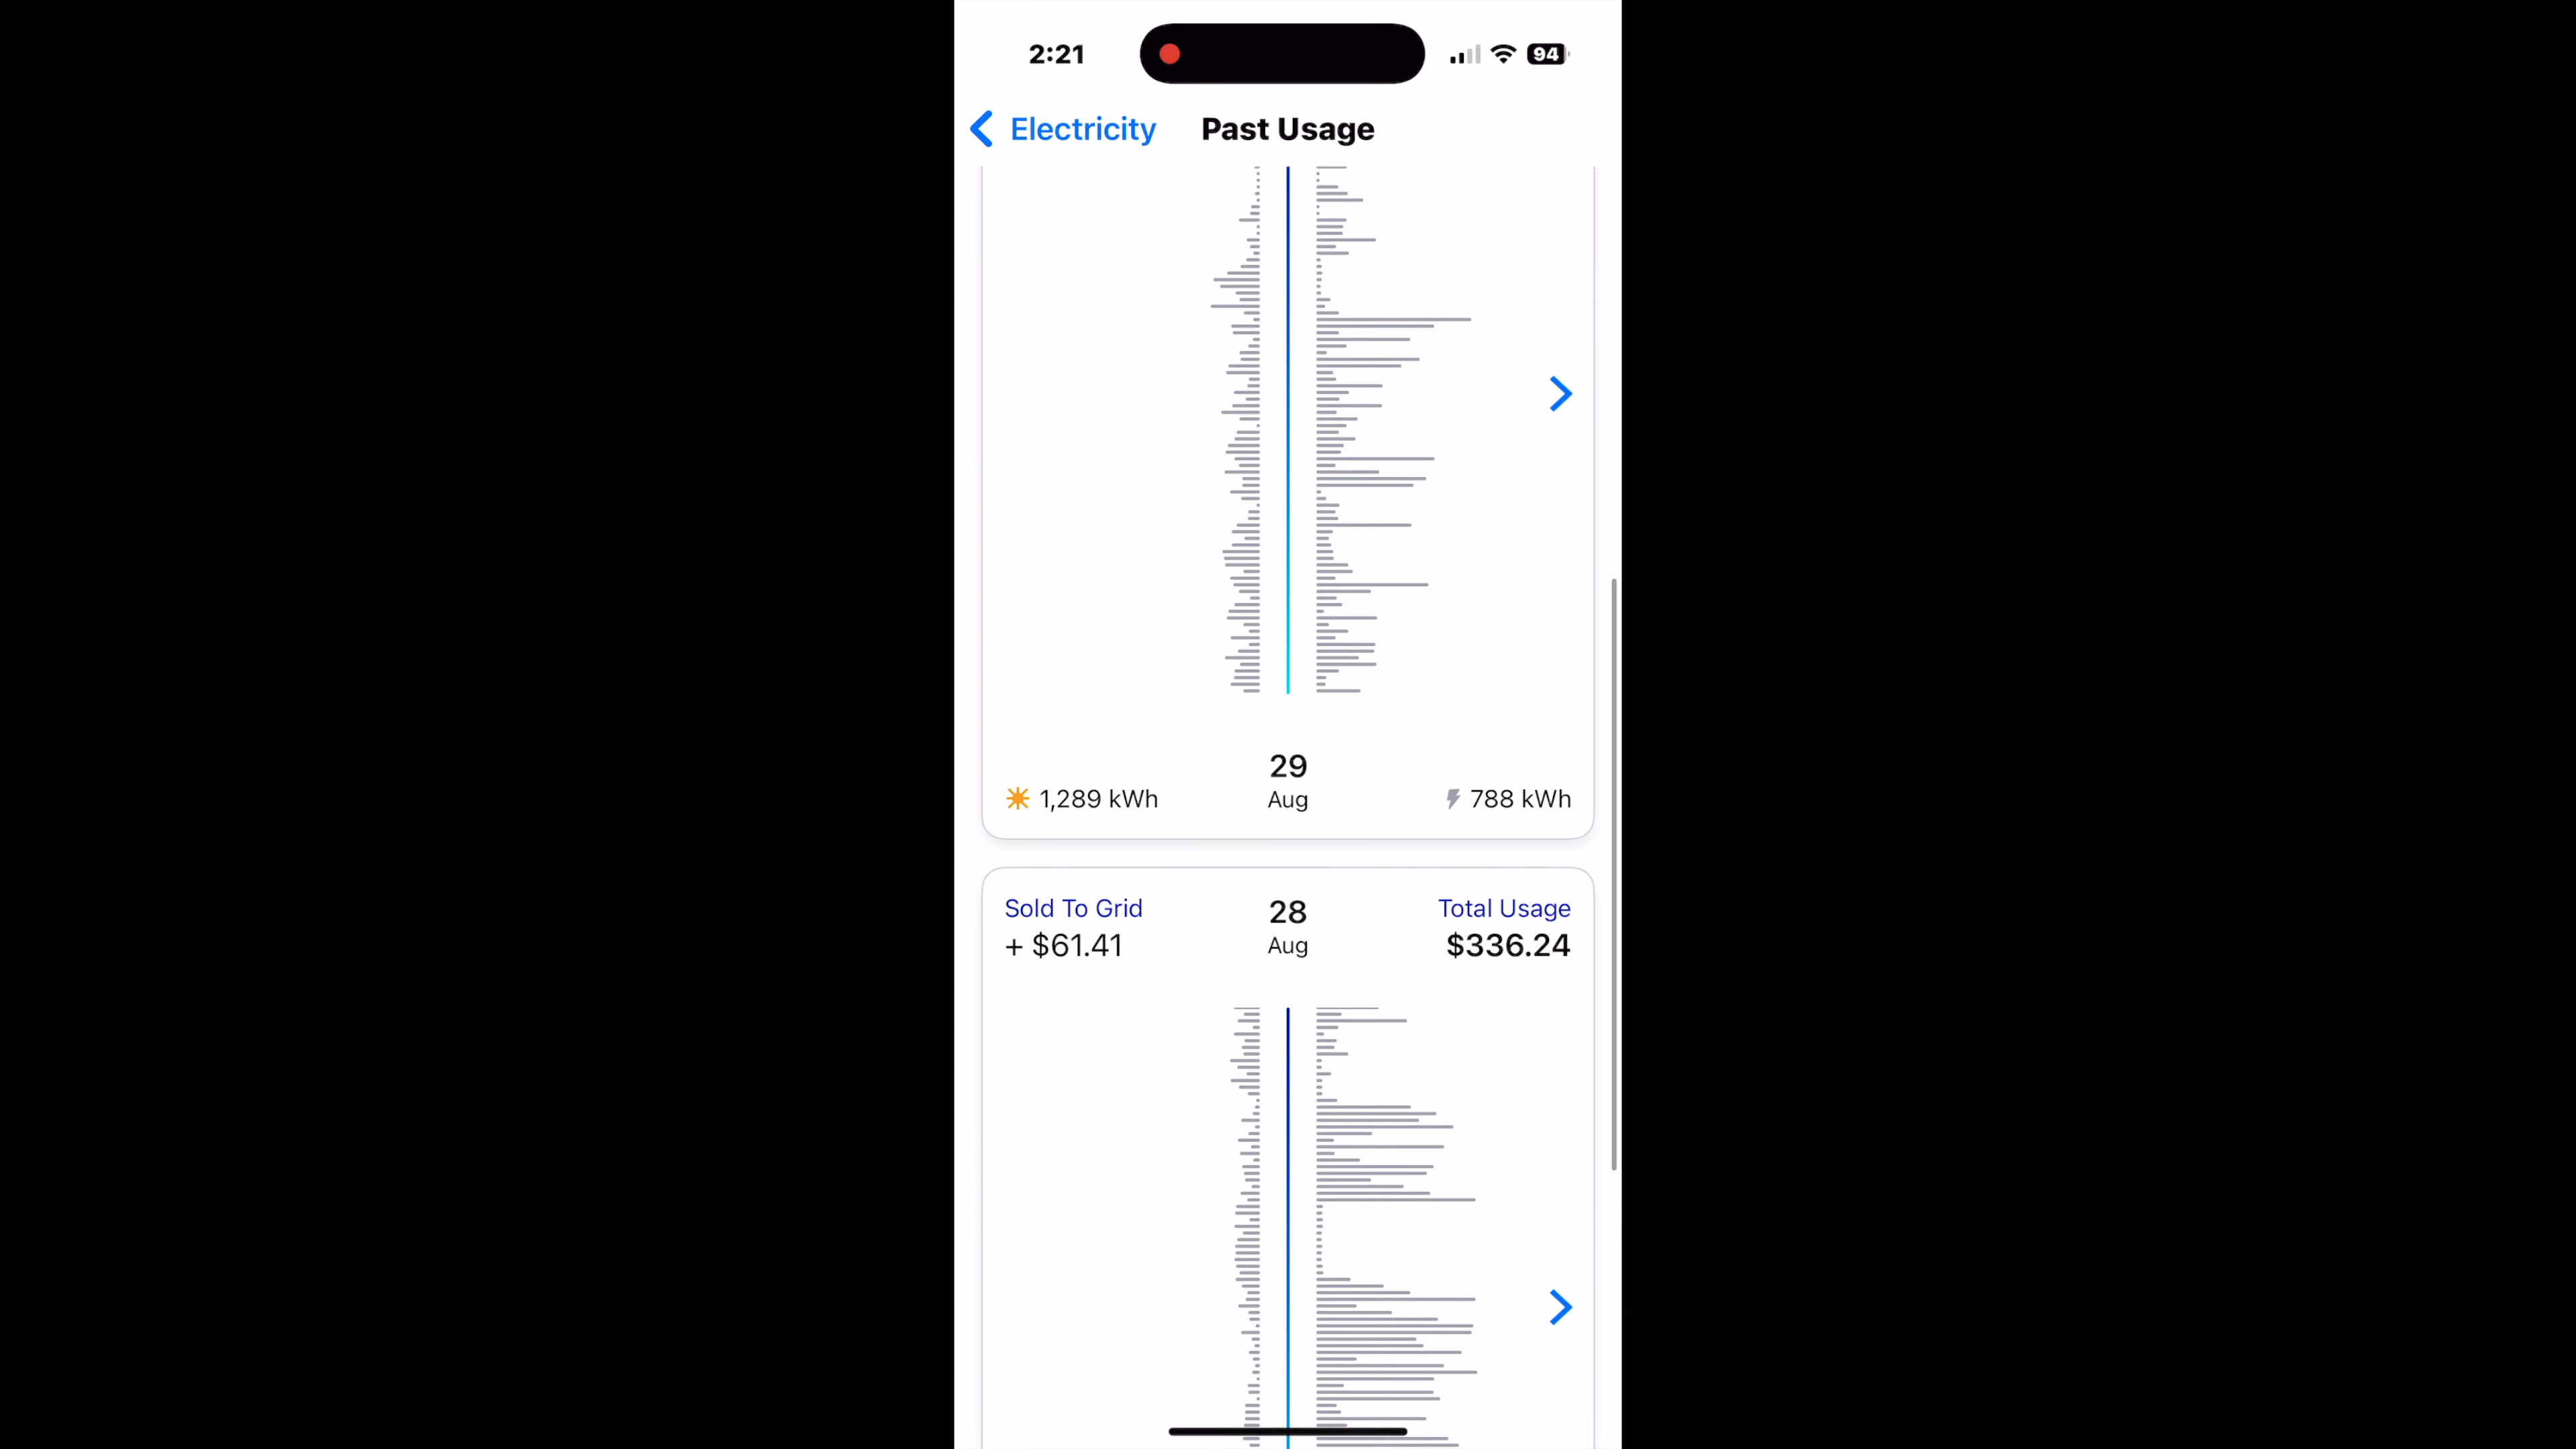 2:21
94
Electricity Past Usage
29
1,289 kWh Aug 788 kWh
Sold To Grid 28 Total Usage
+ $61.41 Aug $336.24